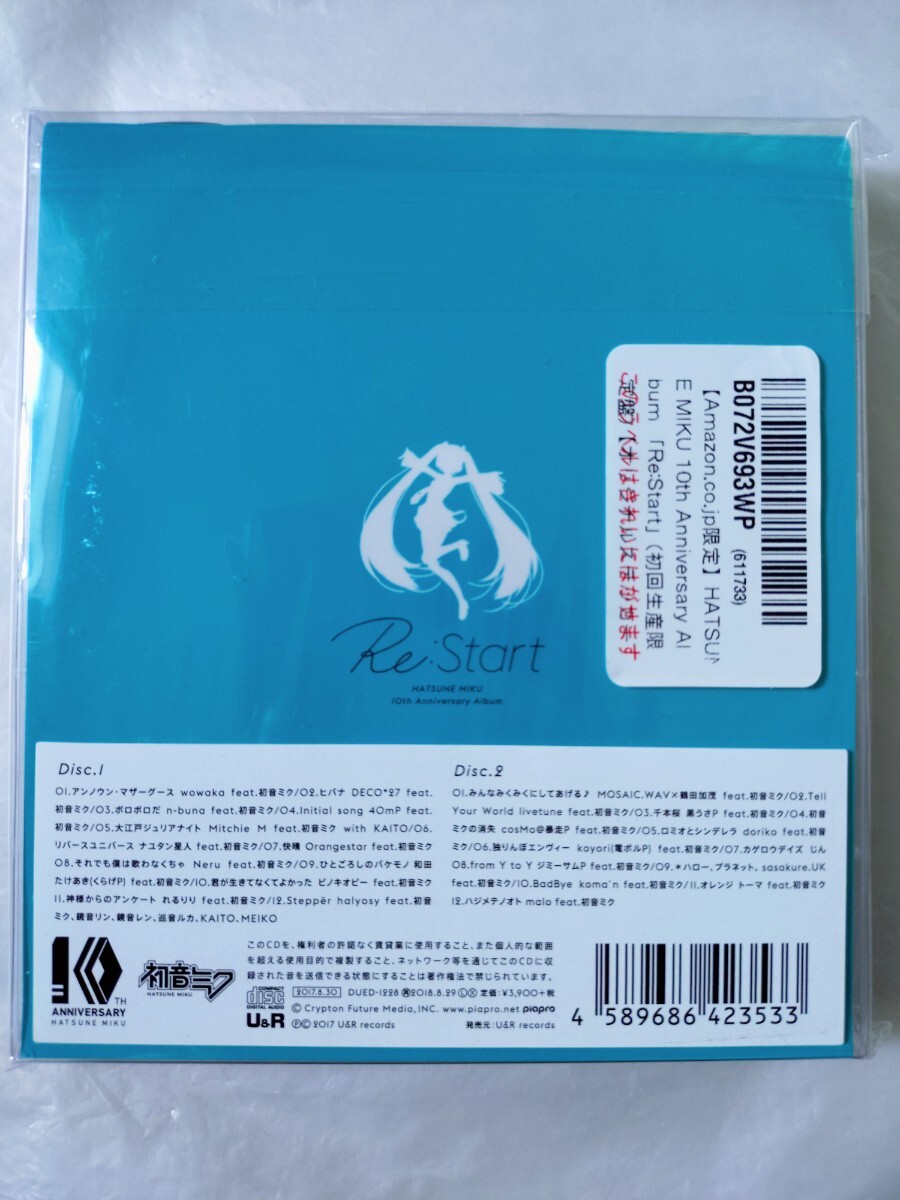 B072V693WP
(611733)
【Amazon.co.jp限定】HATSUN
E MIKU 10th Anniversary Al
bum 「Re:Start」(初回生産限
定盤)【オ
このラベルはきれいにはがせます
Re:Start
HATSUNE MIKU
10th Anniversary Album
Disc.1
01.アンノウン・マザーグース wowaka feat.初音ミク/02.ヒバナ DECO*27 feat.
初音ミク/03.ボロボロだ n-buna feat.初音ミク/04.Initial song 40mP feat.
初音ミク/05.大江戸ジュリアナイト Mitchie M feat.初音ミク with KAITO/06.
リバースユニバース ナユタン星人 feat.初音ミク/07.快晴 Orangestar feat.初音ミク
08.それでも僕は歌わなくちゃ Neru feat.初音ミク/09.ひとごろしのバケモノ 和田
たけあき(くらげP) feat.初音ミク/10.君が生きてなくてよかった ピノキオピー feat.初音ミク
11.神様からのアンケート れるりり feat.初音ミク/12.Steppër halyosy feat.初音
ミク、鏡音リン、鏡音レン、巡音ルカ、KAITO、MEIKO
Disc.2
01.みんなみくみくにしてあげる♪ MOSAIC.WAV×鶴田加茂 feat.初音ミク/02.Tell
Your World livetune feat.初音ミク/03.千本桜 黒うさP feat.初音ミク/04.初音
ミクの消失 cosMo@暴走P feat.初音ミク/05.ロミオとシンデレラ doriko feat.初音
ミク/06.独りんぼエンヴィー koyori(電ポルP) feat.初音ミク/07.カゲロウデイズ じん
08.from Y to Y ジミーサムP feat.初音ミク/09.＊ハロー、プラネット。 sasakure.UK
feat.初音ミク/10.BadBye koma'n feat.初音ミク/11.オレンジ トーマ feat.初音ミク
12.ハジメテノオト malo feat.初音ミク
10TH
ANNIVERSARY
HATSUNE MIKU
初音ミク
HATSUNE MIKU
COMPACT
disc
DIGITAL AUDIO
U&R
このCDを、権利者の許諾なく賃貸業に使用すること、また個人的な範囲
を超える使用目的で複製すること、ネットワーク等を通じてこのCDに収
録された音を送信できる状態にすることは著作権法で禁じられています。
2017.8.30 DUED-1228 Ⓡ2018.8.29 Ⓛ Ⓧ 定価:¥3,900+税
© Crypton Future Media, INC. www.piapro.net piapro
Ⓟ© 2017 U&R records 発売元:U&R records
4 589686 423533